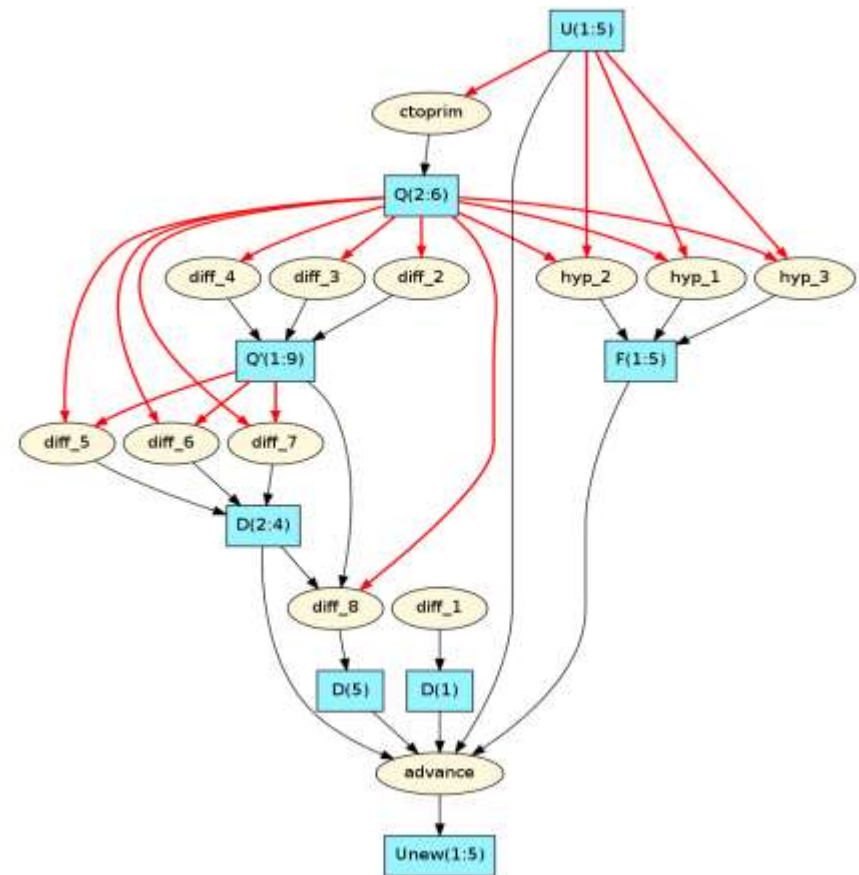 U(1:5)
ctoprim
Q(2:6)
diff_4
diff_3
diff_2
hyp_2
hyp_1
hyp_3
Q'(1:9)
F(1:5)
diff_5
diff_6
diff_7
D(2:4)
diff_8
diff_1
D(5)
D(1)
advance
Unew(1:5)